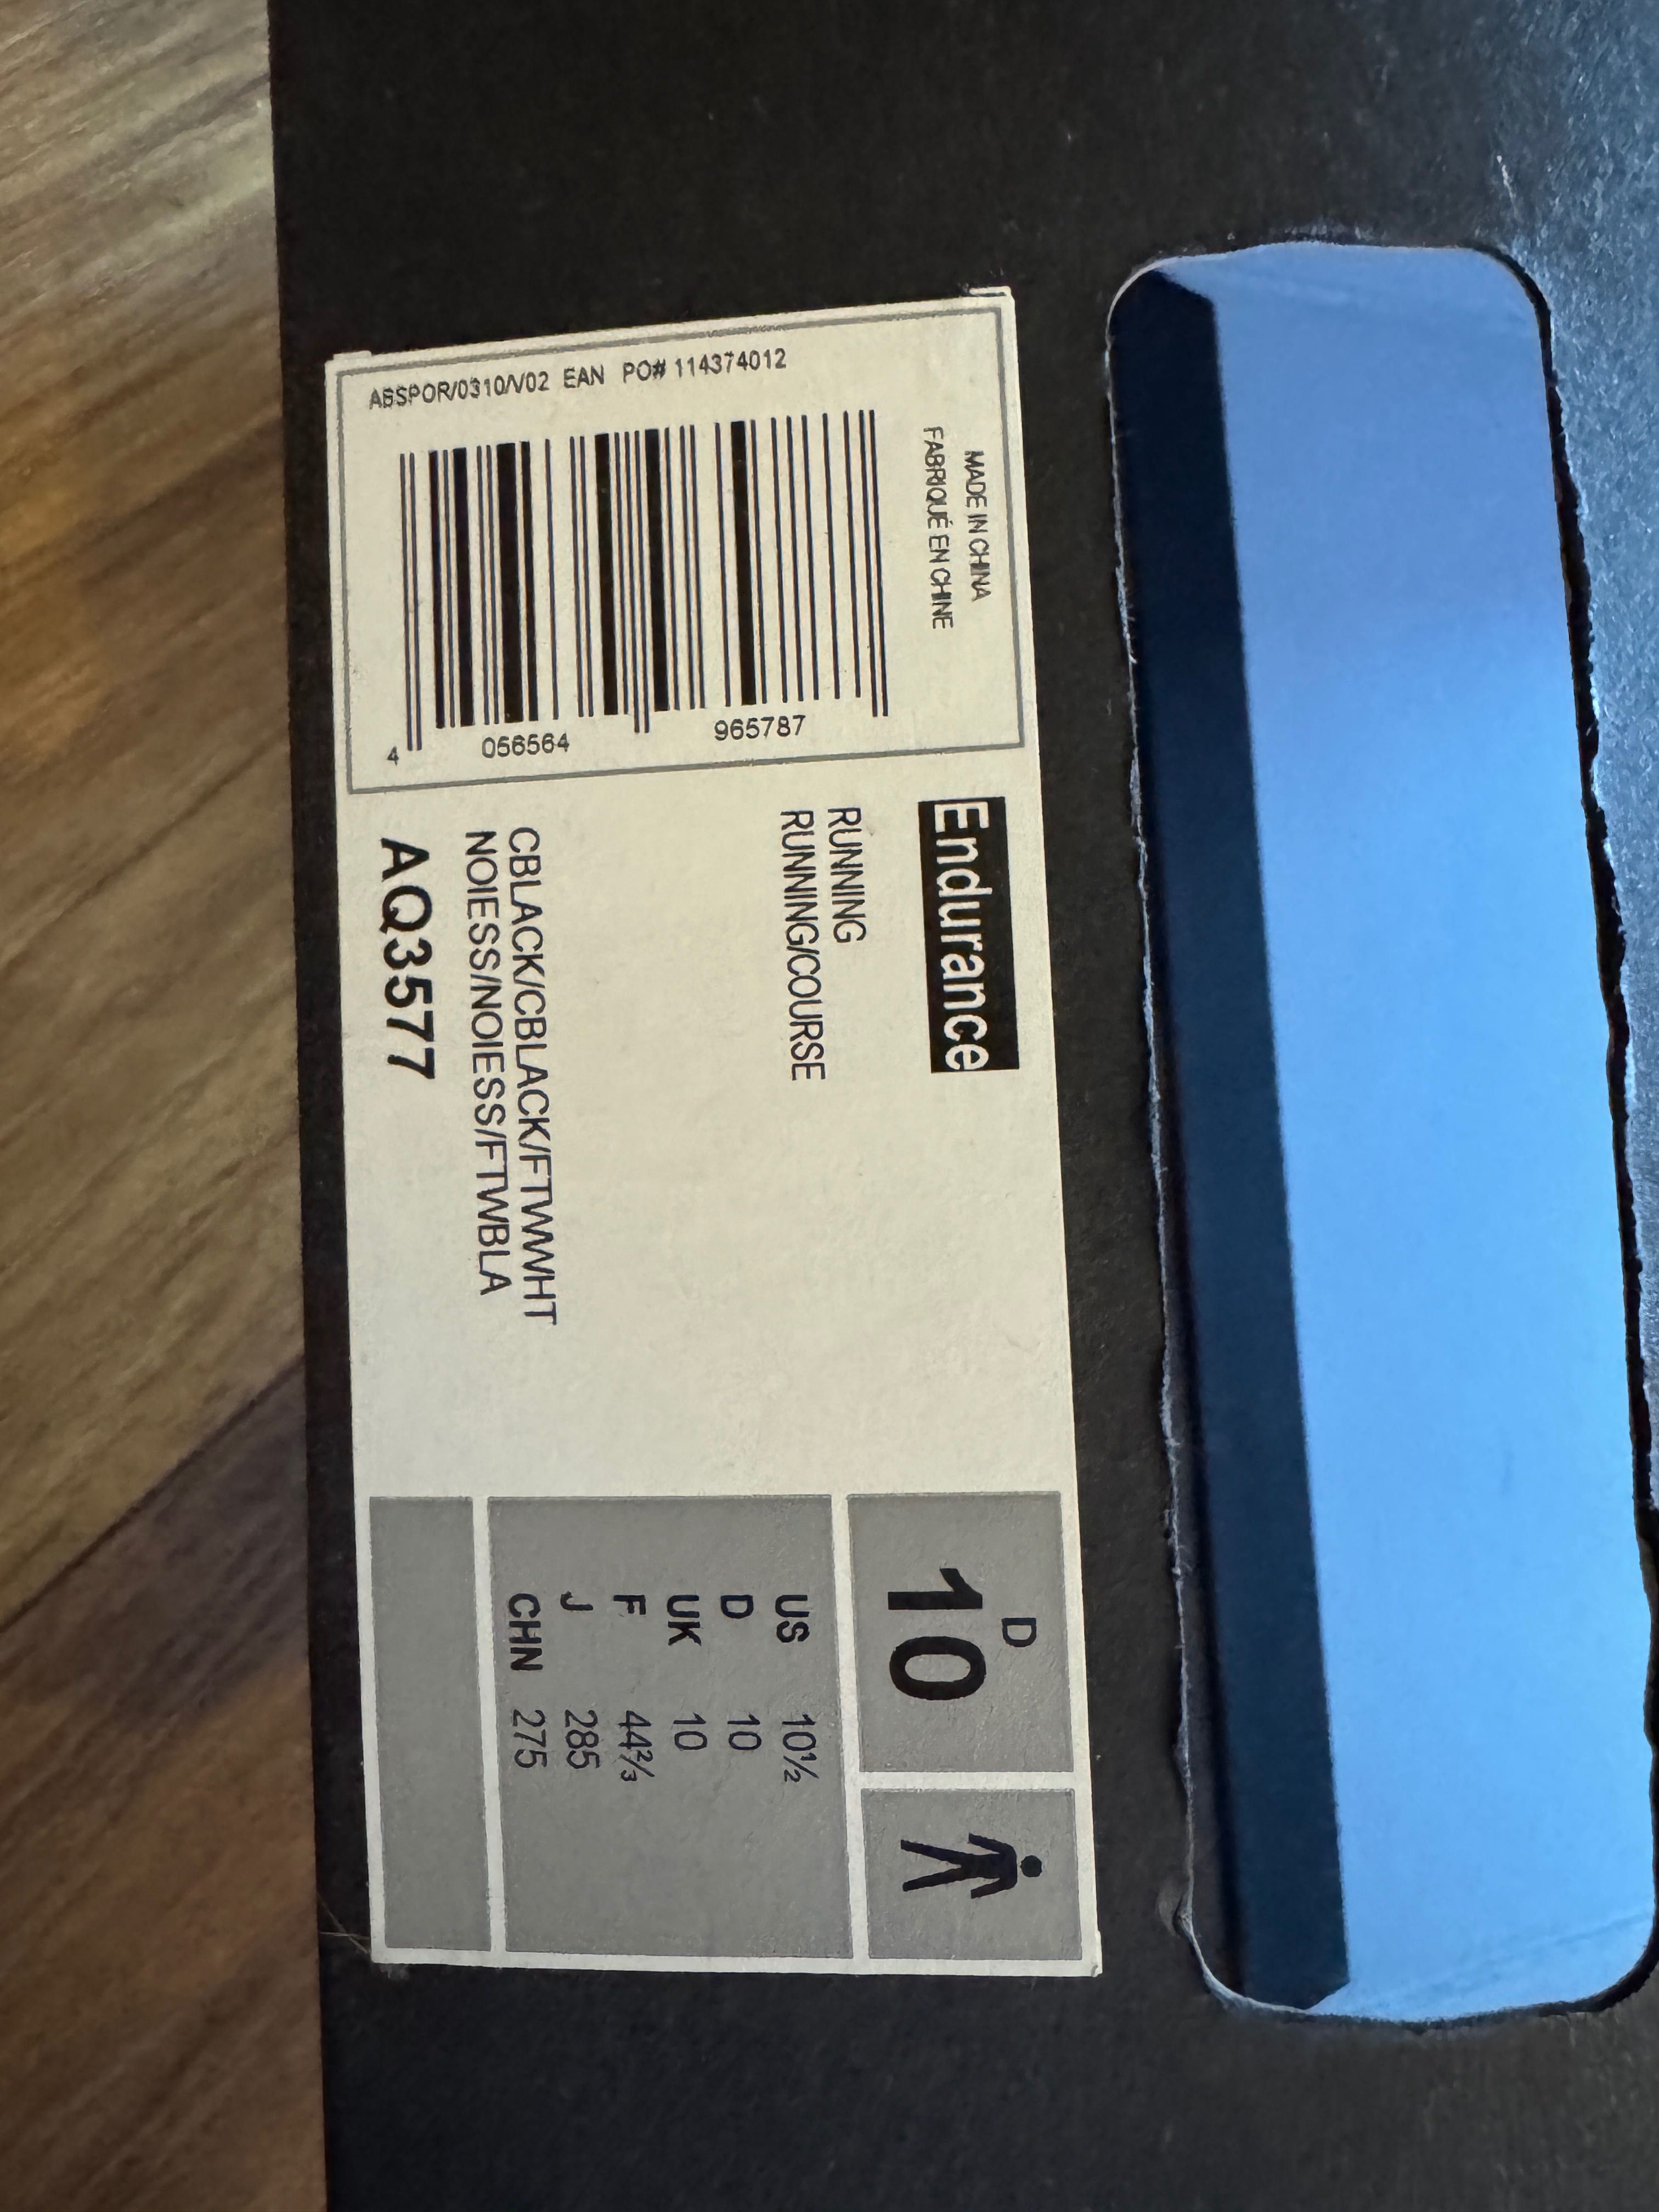 MADE IN CHINA
FABRIQUÉ EN CHINE
ABSPOR/0310/V02 EAN PO# 114374012
4 056564 965787
Endurance
RUNNING
RUNNING/COURSE
CBLACK/CBLACK/FTWWHT
NOIESS/NOIESS/FTWBLA
AQ3577
D
10
US 10½
D 10
UK 10
F 44⅔
J 285
CHN 275